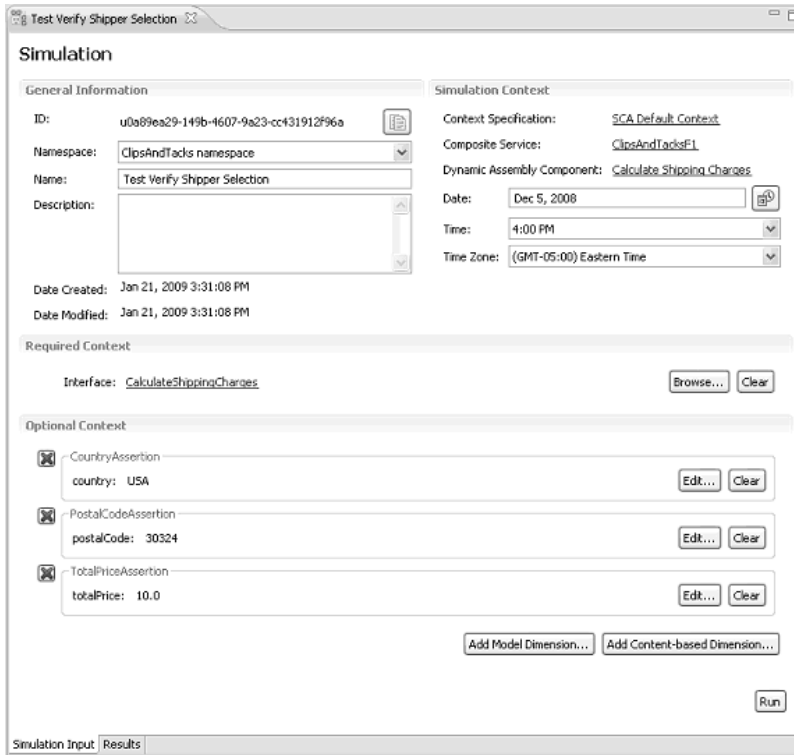 Test Verify Shipper Selection
Simulation
General Information
ID: u0a89ea29-149b-4607-9a23-cc431912f96a
Namespace: ClipsAndTacks namespace
Name: Test Verify Shipper Selection
Description:
Date Created: Jan 21, 2009 3:31:08 PM
Date Modified: Jan 21, 2009 3:31:08 PM
Simulation Context
Context Specification: SCA Default Context
Composite Service: ClipsAndTacksF1
Dynamic Assembly Component: Calculate Shipping Charges
Date: Dec 5, 2008
Time: 4:00 PM
Time Zone: (GMT-05:00) Eastern Time
Required Context
Interface: CalculateShippingCharges Browse... Clear
Optional Context
CountryAssertion
country: USA Edit... Clear
PostalCodeAssertion
postalCode: 30324 Edit... Clear
TotalPriceAssertion
totalPrice: 10.0 Edit... Clear
Add Model Dimension... Add Content-based Dimension...
Run
Simulation Input Results